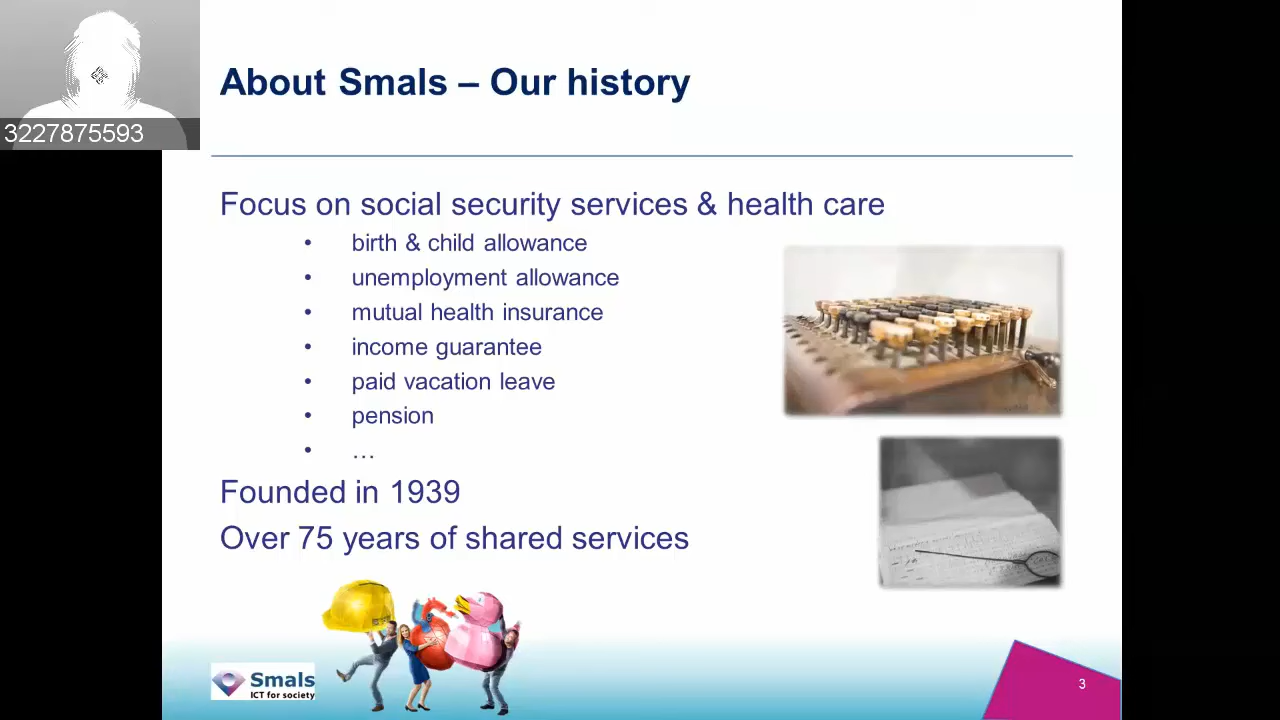 3227875593
About Smals – Our history
Focus on social security services & health care
• birth & child allowance
• unemployment allowance
• mutual health insurance
• income guarantee
• paid vacation leave
• pension
• …
Founded in 1939
Over 75 years of shared services
Smals
ICT for society
3